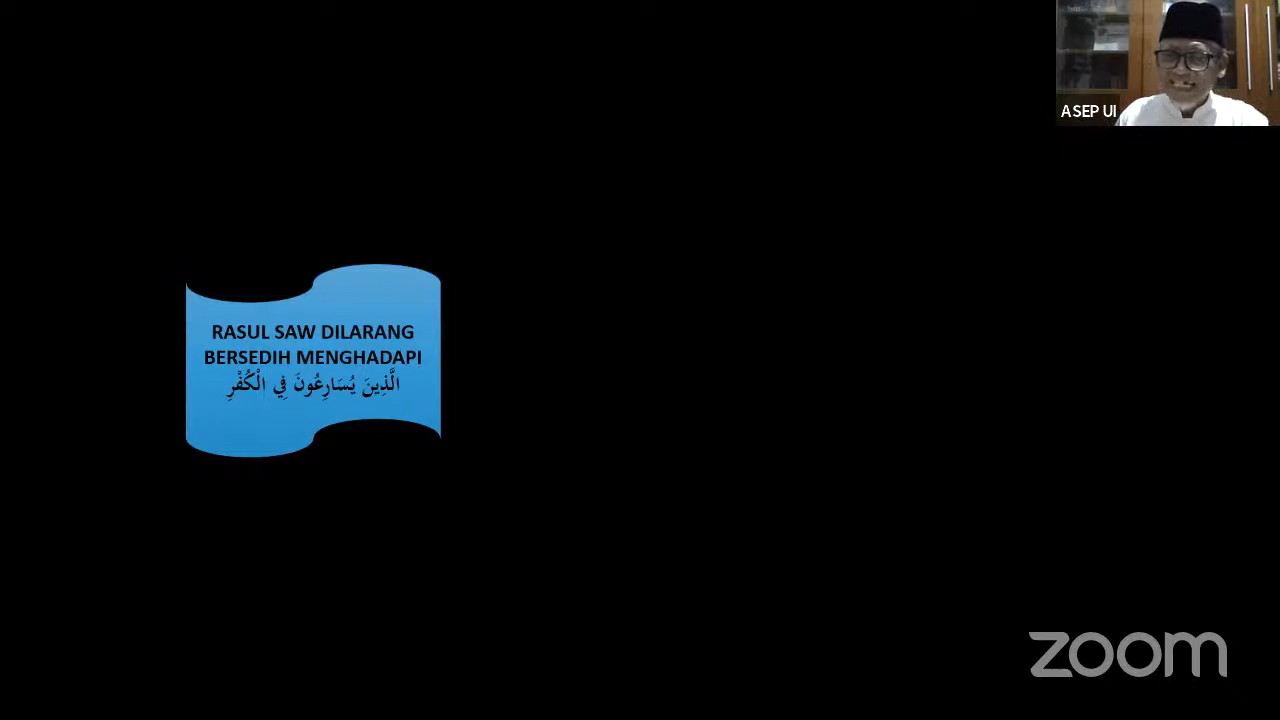 ASEP UI
RASUL SAW DILARANG
BERSEDIH MENGHADAPI
الَّذِينَ يُسَارِعُونَ فِي الْكُفْرِ
zoom